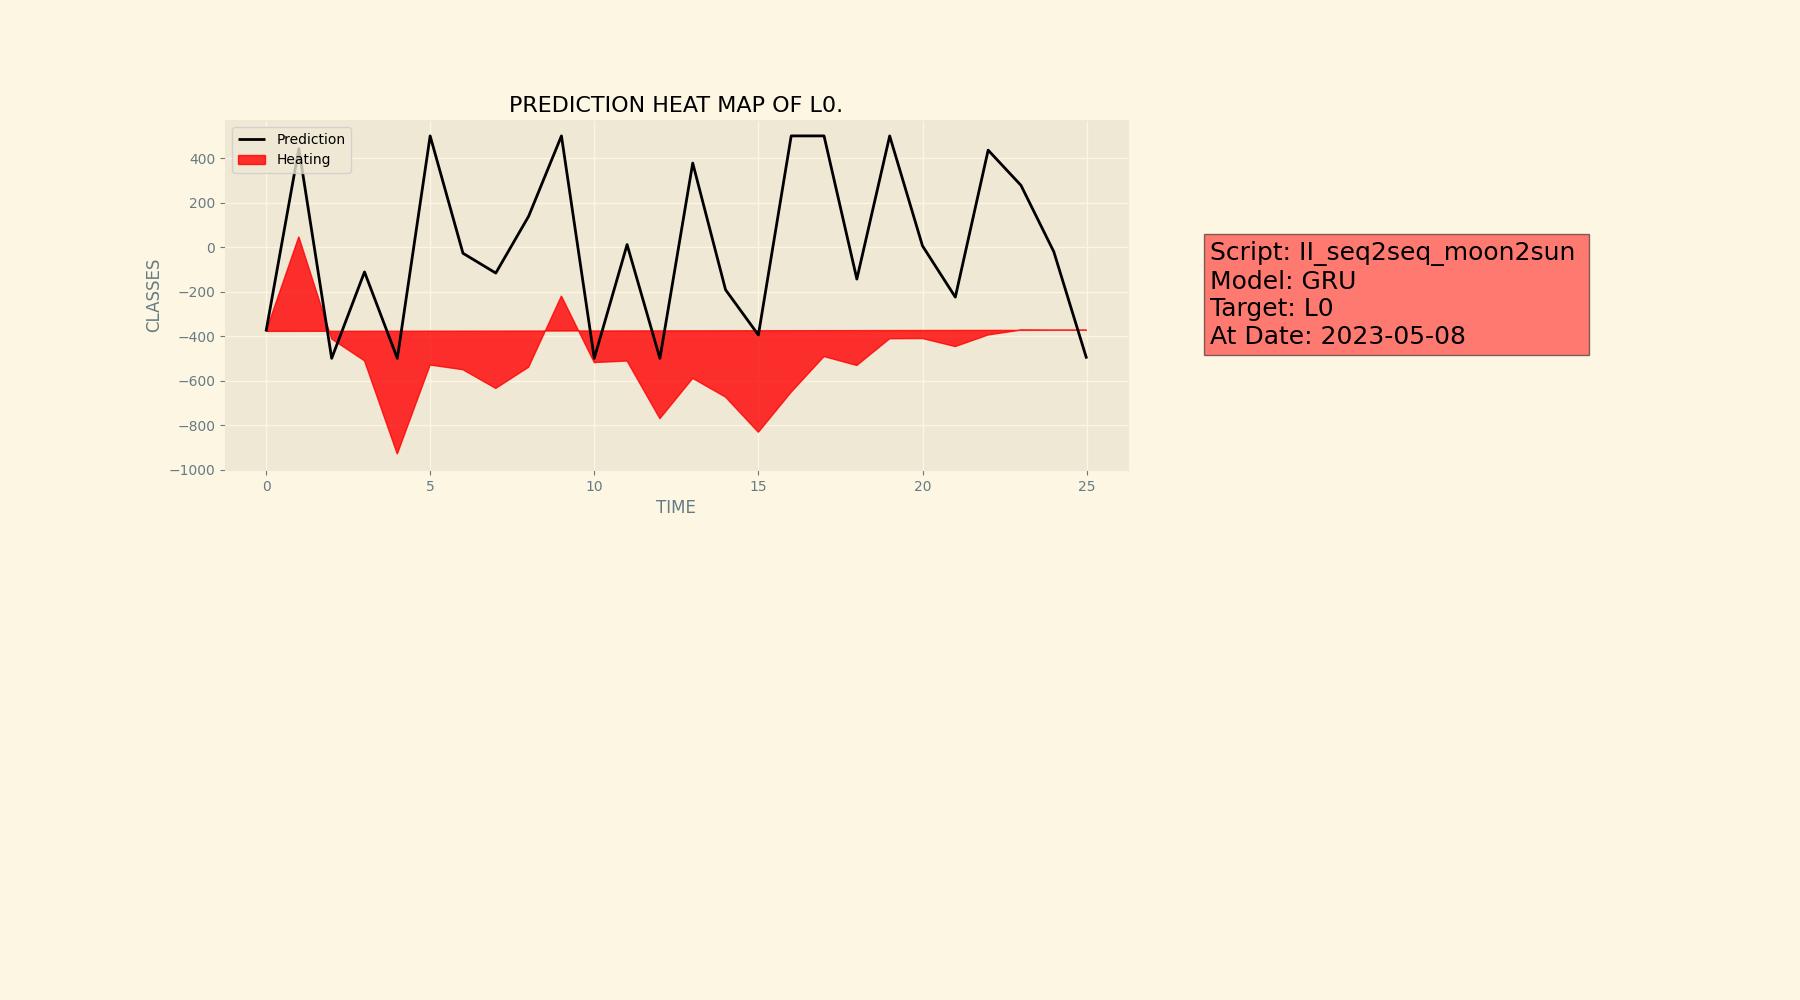 PREDICTION HEAT MAP OF L0.
Prediction
Heating
400
200
0
−200
−400
−600
−800
−1000
CLASSES
0 5 10 15 20 25
TIME
Script: II_seq2seq_moon2sun
Model: GRU
Target: L0
At Date: 2023-05-08